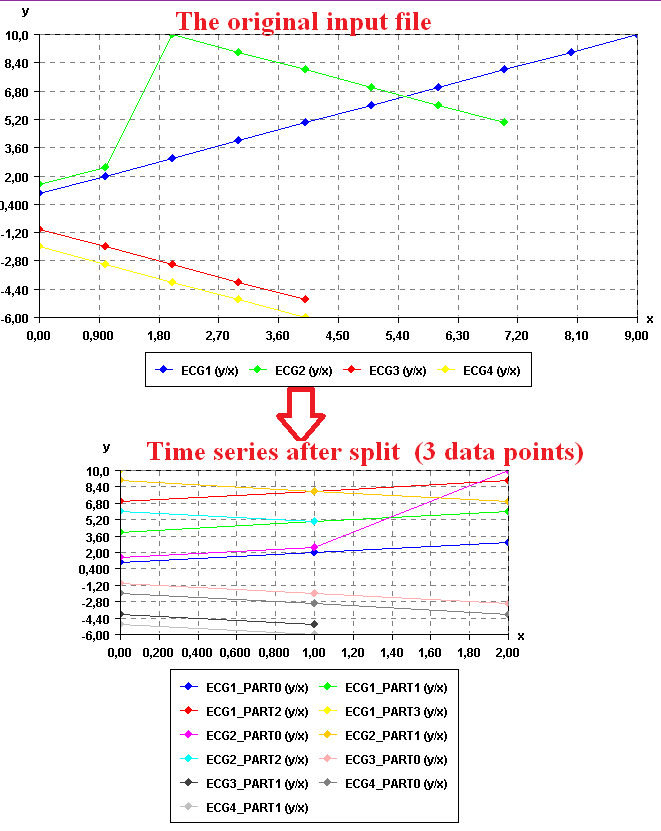 The original input file
y
10,0
8,40
6,80
5,20
3,60
2,00
0,400
-1,20
-2,80
-4,40
-6,00
x
0,00 0,900 1,80 2,70 3,60 4,50 5,40 6,30 7,20 8,10 9,00
ECG1 (y/x) ECG2 (y/x) ECG3 (y/x) ECG4 (y/x)
Time series after split (3 data points)
y
10,0
8,40
6,80
5,20
3,60
2,00
0,400
-1,20
-2,80
-4,40
-6,00
x
0,00 0,200 0,400 0,600 0,800 1,00 1,20 1,40 1,60 1,80 2,00
ECG1_PART0 (y/x) ECG1_PART1 (y/x)
ECG1_PART2 (y/x) ECG1_PART3 (y/x)
ECG2_PART0 (y/x) ECG2_PART1 (y/x)
ECG2_PART2 (y/x) ECG3_PART0 (y/x)
ECG3_PART1 (y/x) ECG4_PART0 (y/x)
ECG4_PART1 (y/x)